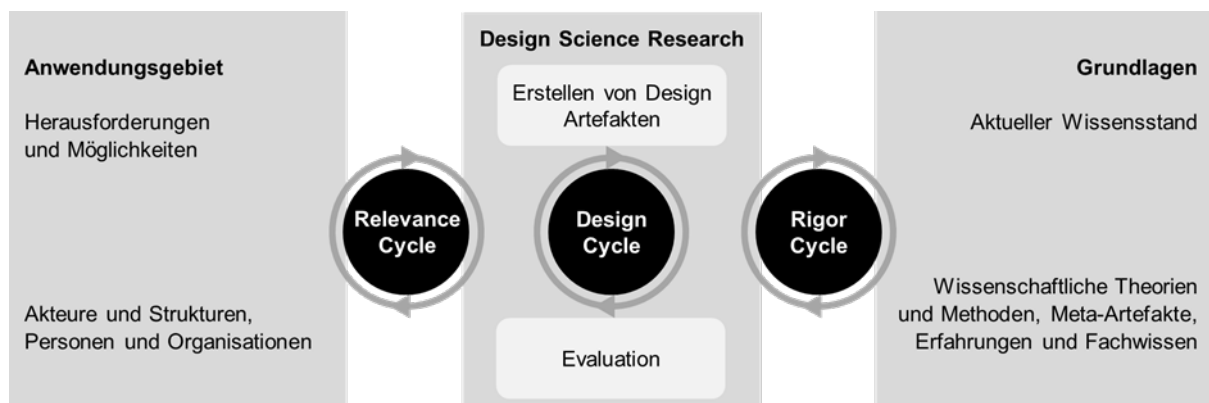 Anwendungsgebiet
Herausforderungen
und Möglichkeiten
Akteure und Strukturen,
Personen und Organisationen
Relevance
Cycle
Design Science Research
Erstellen von Design
Artefakten
Design
Cycle
Evaluation
Rigor
Cycle
Grundlagen
Aktueller Wissensstand
Wissenschaftliche Theorien
und Methoden, Meta-Artefakte,
Erfahrungen und Fachwissen